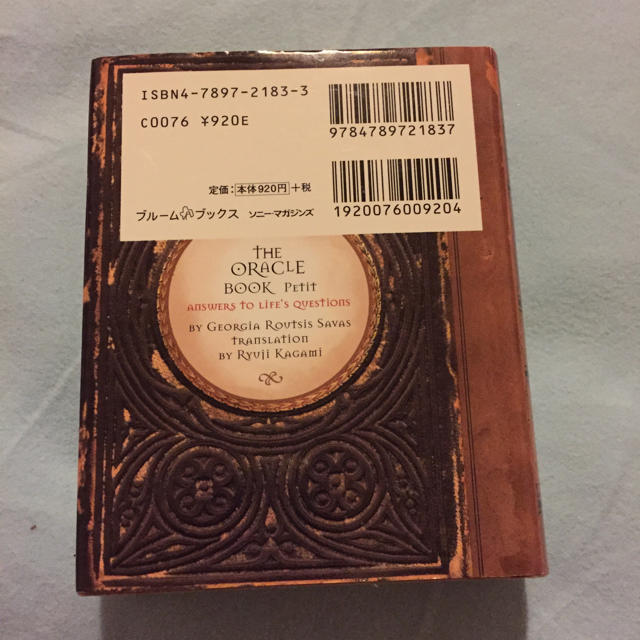 ISBN4-7897-2183-3
C0076 ¥920E
9784789721837
定価：本体920円＋税
ブルームブックス ソニー・マガジンズ
1920076009204
THE
ORACLE
BOOK Petit
ANSWERS TO LIFE'S QUESTIONS
BY GEORGIA ROUTSIS SAVAS
TRANSLATION
BY RYUJI KAGAMI